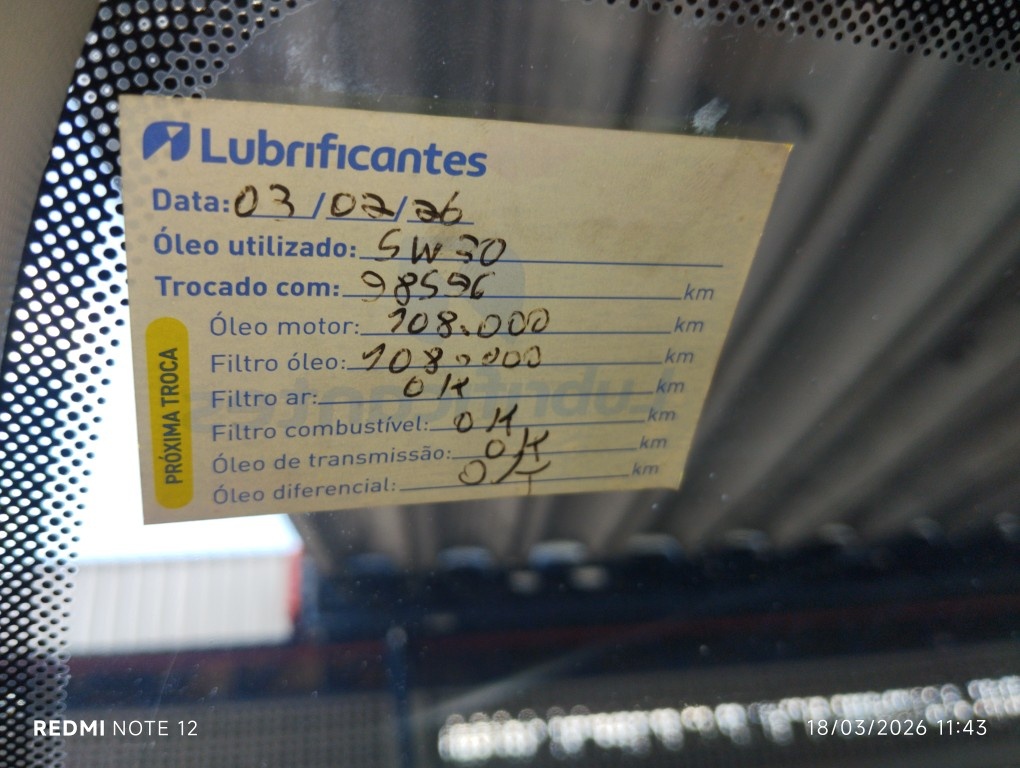 Lubrificantes
Data: 03/02/26
Óleo utilizado: 5W30
Trocado com: 98596 km
PRÓXIMA TROCA
Óleo motor: 108.000 km
Filtro óleo: 108.000 km
Filtro ar: OK km
Filtro combustível: OK km
Óleo de transmissão: OK km
Óleo diferencial: OK km
REDMI NOTE 12
18/03/2026 11:43